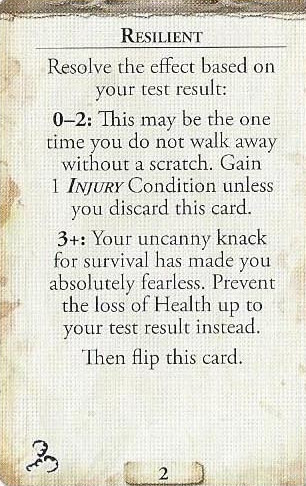 RESILIENT
Resolve the effect based on
your test result:
0–2: This may be the one
time you do not walk away
without a scratch. Gain
1 INJURY Condition unless
you discard this card.
3+: Your uncanny knack
for survival has made you
absolutely fearless. Prevent
the loss of Health up to
your test result instead.
Then flip this card.
2